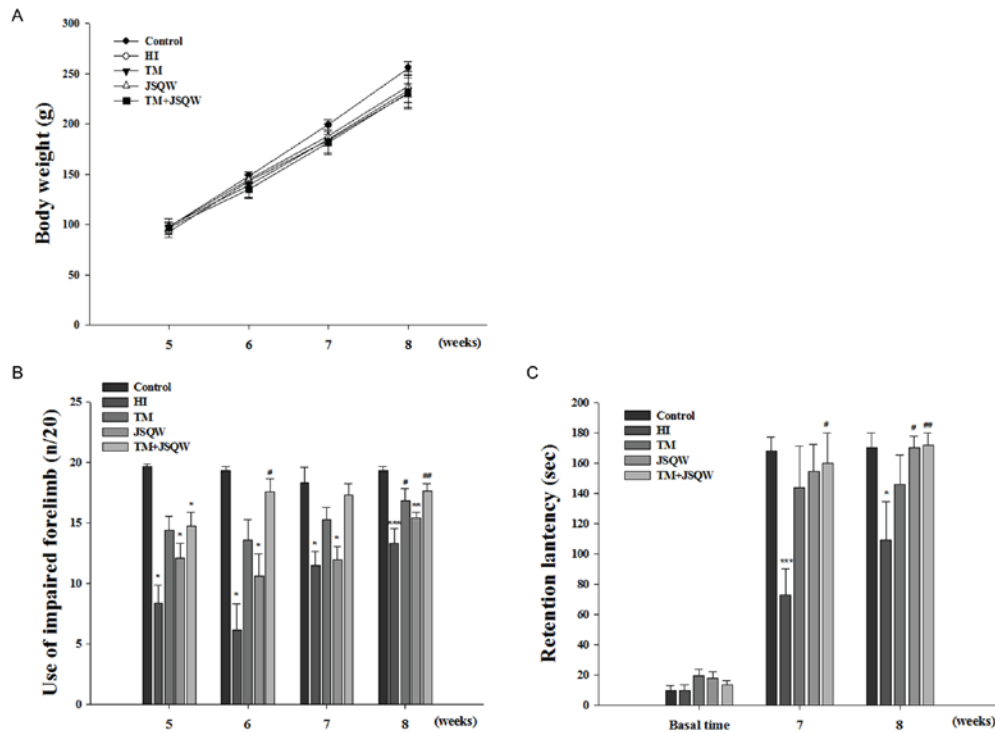 A
300
250
200
150
100
50
0
Body weight (g)
Control
HI
TM
JSQW
TM+JSQW
5 6 7 8 (weeks)
B
Control
HI
TM
JSQW
TM+JSQW
25
20
15
10
5
0
Use of impaired forelimb (n/20)
* * *
* * # 
* *
*** # ** ##
5 6 7 8 (weeks)
C
200
180
160
140
120
100
80
60
40
20
0
Retention lantency (sec)
Control
HI
TM
JSQW
TM+JSQW
*** #
* # ##
Basal time 7 8 (weeks)